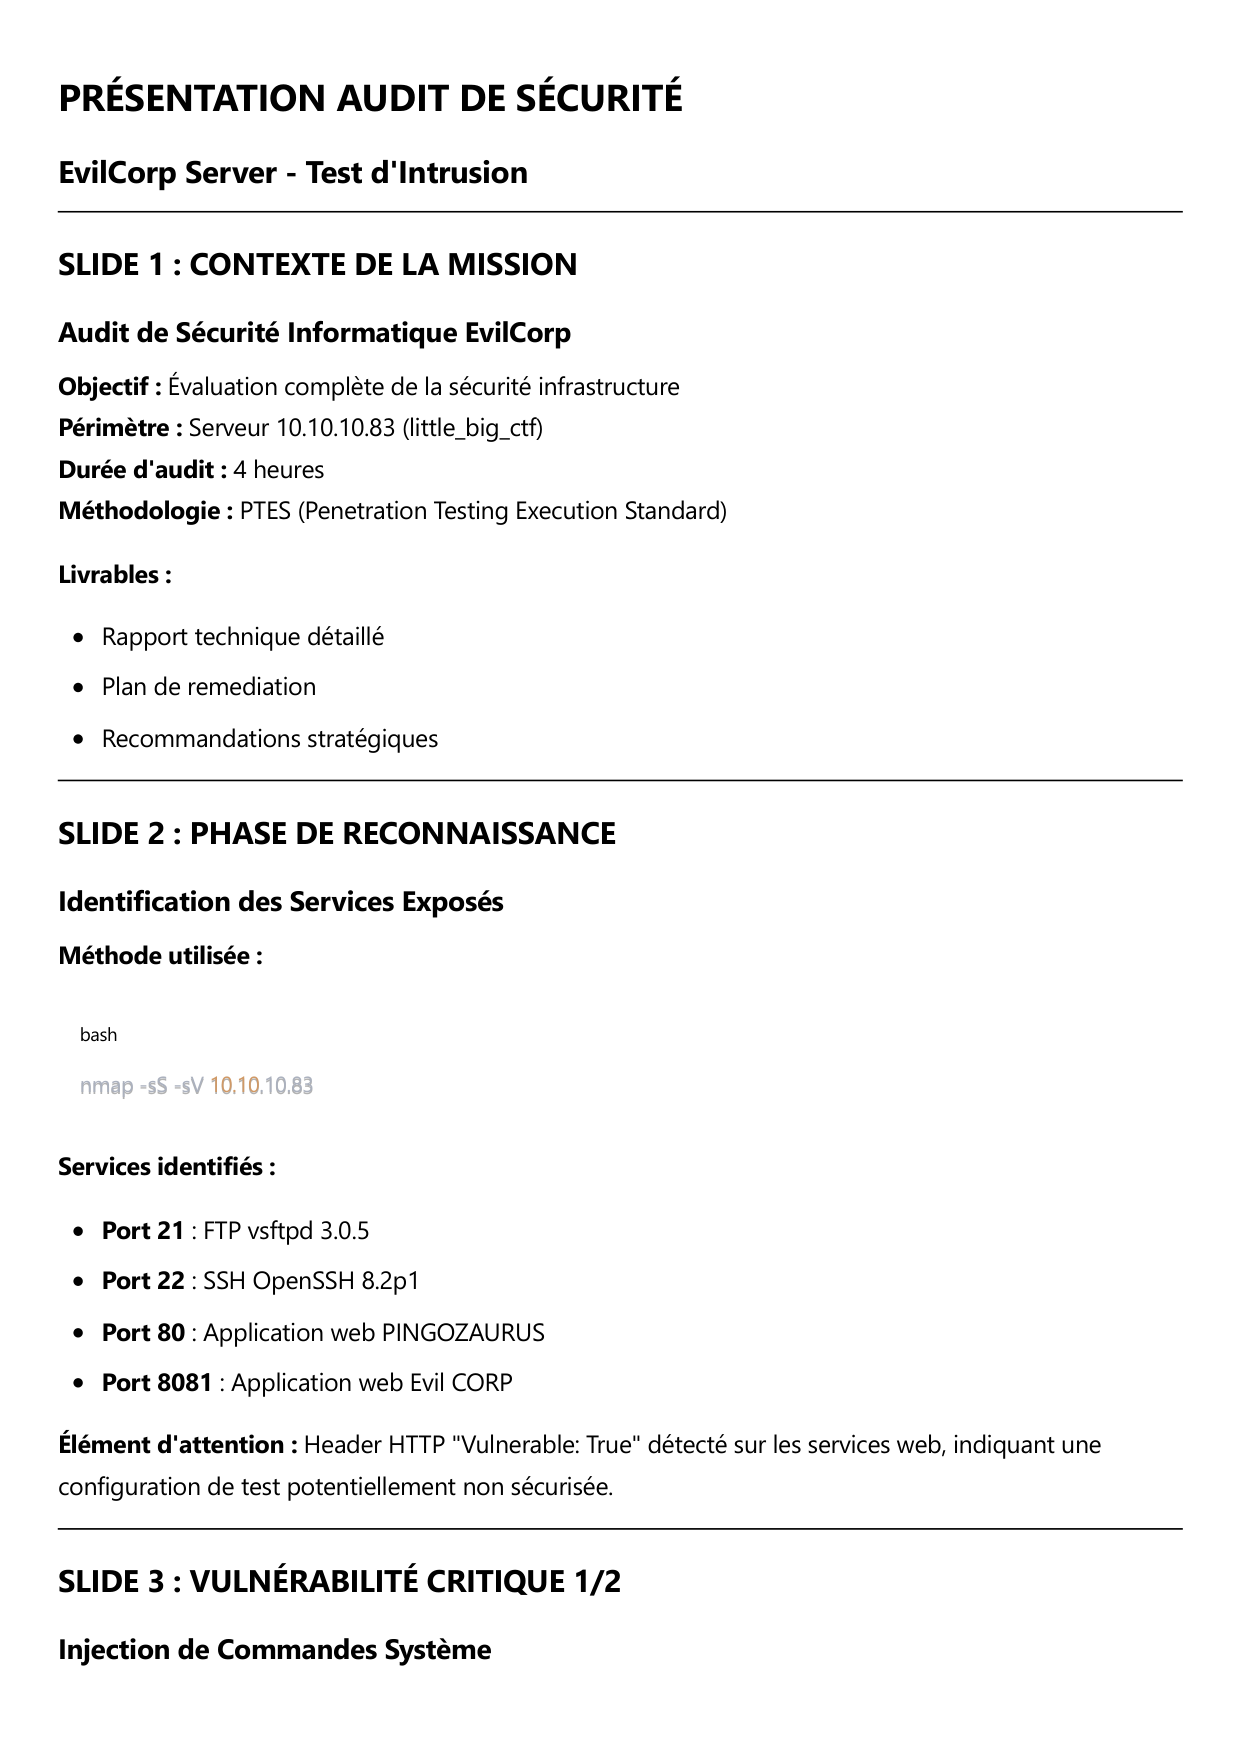 PRÉSENTATION AUDIT DE SÉCURITÉ
EvilCorp Server - Test d'Intrusion
SLIDE 1 : CONTEXTE DE LA MISSION
Audit de Sécurité Informatique EvilCorp
Objectif : Évaluation complète de la sécurité infrastructure
Périmètre : Serveur 10.10.10.83 (little_big_ctf)
Durée d'audit : 4 heures
Méthodologie : PTES (Penetration Testing Execution Standard)
Livrables :
• Rapport technique détaillé
• Plan de remediation
• Recommandations stratégiques
SLIDE 2 : PHASE DE RECONNAISSANCE
Identification des Services Exposés
Méthode utilisée :
bash
nmap -sS -sV 10.10.10.83
Services identifiés :
• Port 21 : FTP vsftpd 3.0.5
• Port 22 : SSH OpenSSH 8.2p1
• Port 80 : Application web PINGOZAURUS
• Port 8081 : Application web Evil CORP
Élément d'attention : Header HTTP "Vulnerable: True" détecté sur les services web, indiquant une
configuration de test potentiellement non sécurisée.
SLIDE 3 : VULNÉRABILITÉ CRITIQUE 1/2
Injection de Commandes Système